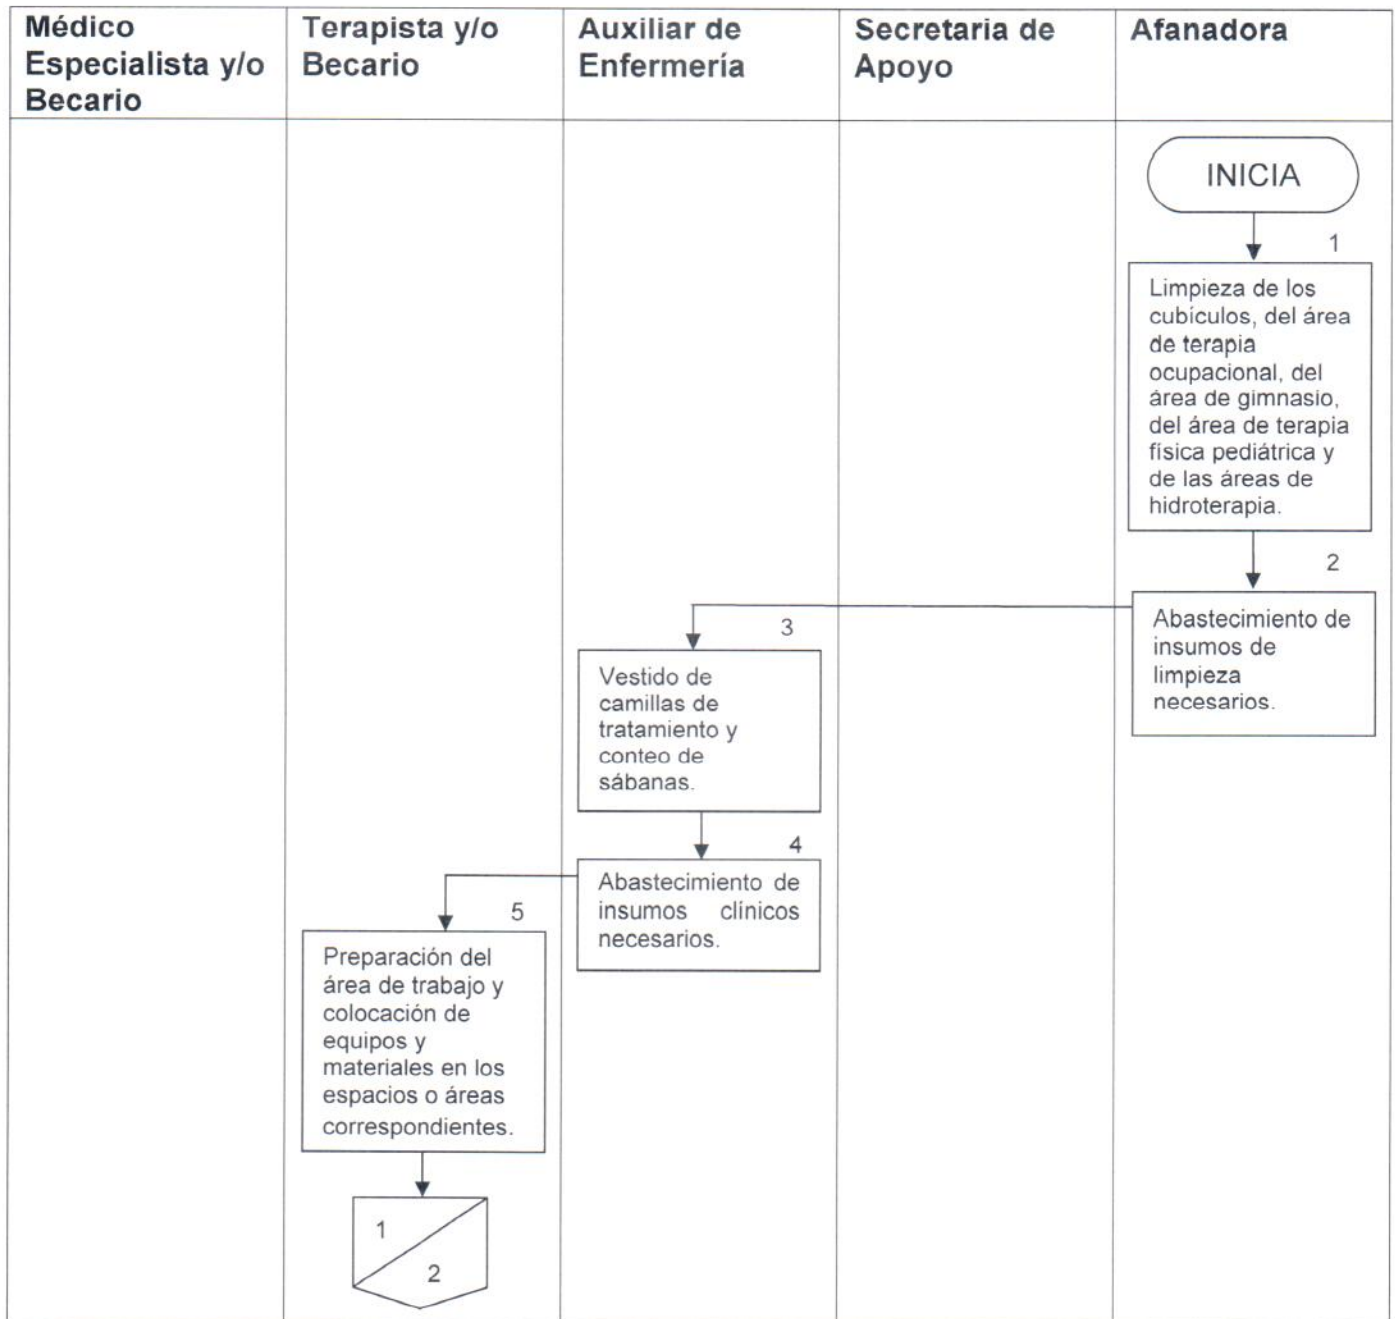 Médico
Especialista y/o
Becario
Terapista y/o
Becario
Auxiliar de
Enfermería
Secretaria de
Apoyo
Afanadora
INICIA
1
Limpieza de los
cubículos, del área
de terapia
ocupacional, del
área de gimnasio,
del área de terapia
física pediátrica y
de las áreas de
hidroterapia.
2
Abastecimiento de
insumos de
limpieza
necesarios.
3
Vestido de
camillas de
tratamiento y
conteo de
sábanas.
4
Abastecimiento de
insumos clínicos
necesarios.
5
Preparación del
área de trabajo y
colocación de
equipos y
materiales en los
espacios o áreas
correspondientes.
1
2